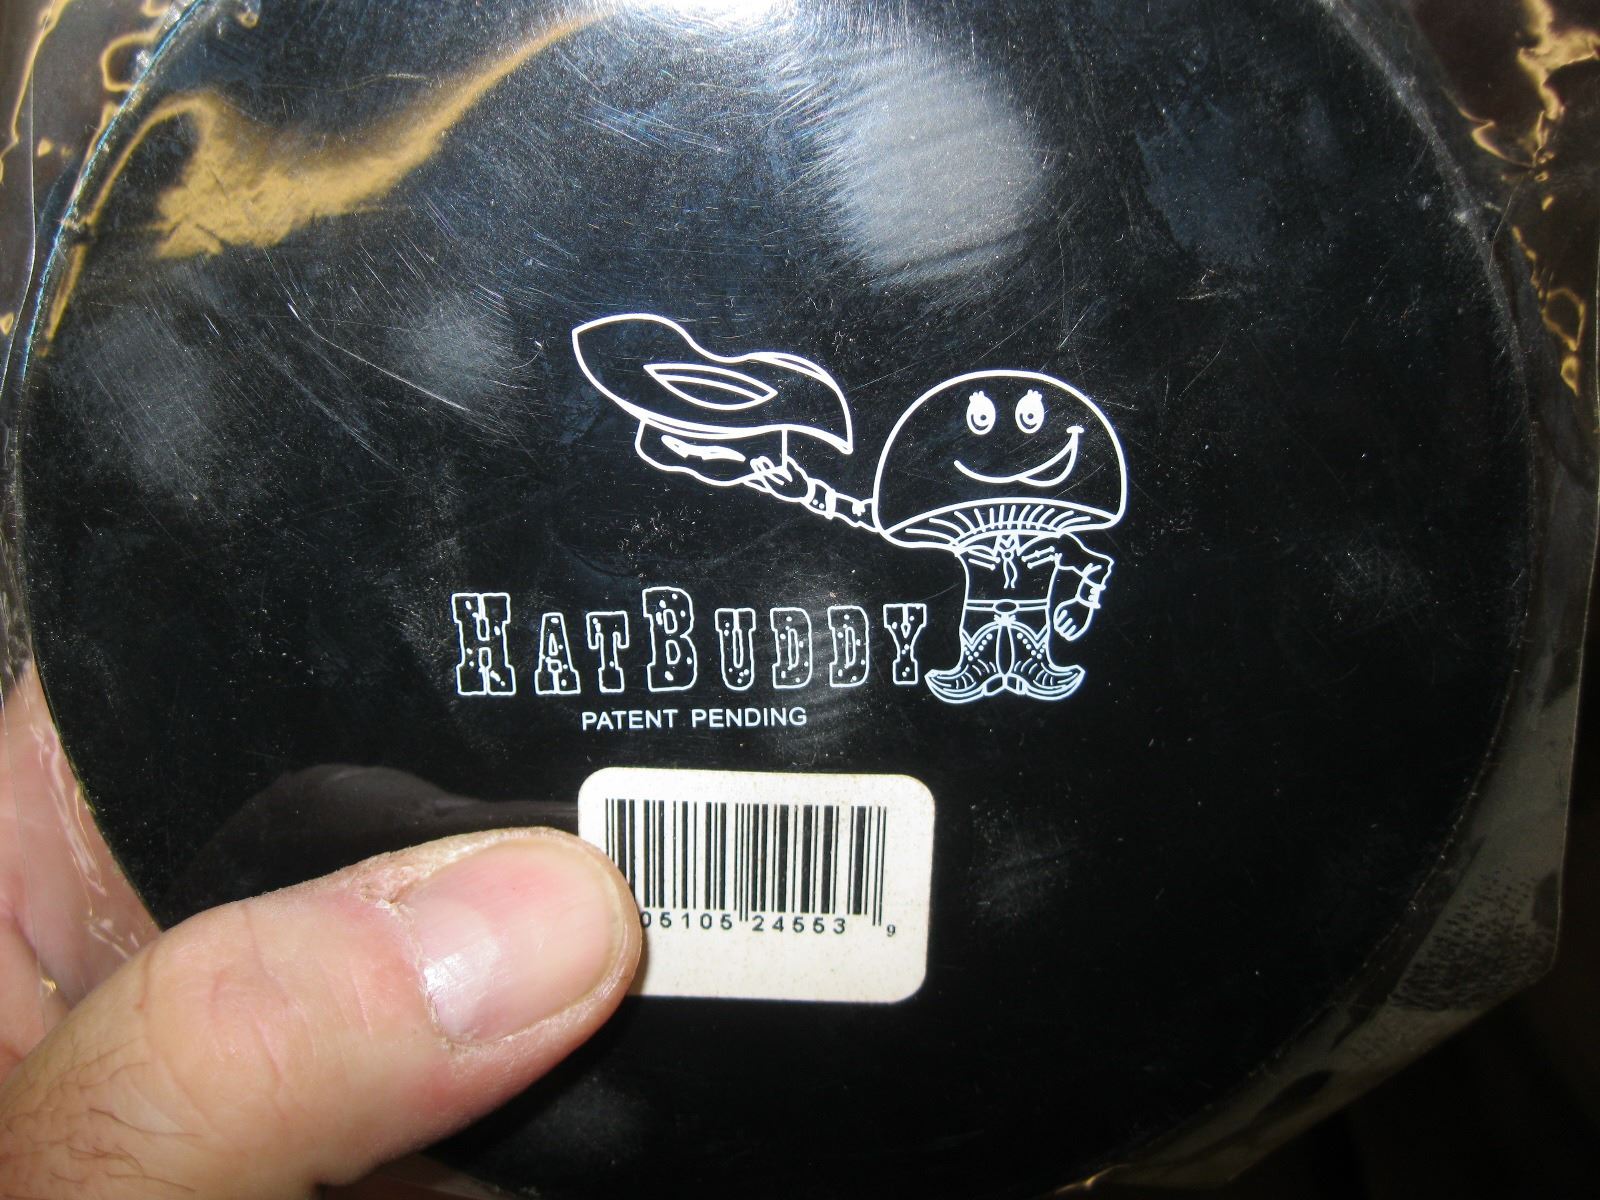 HATBUDDY
PATENT PENDING
05105 24553 9